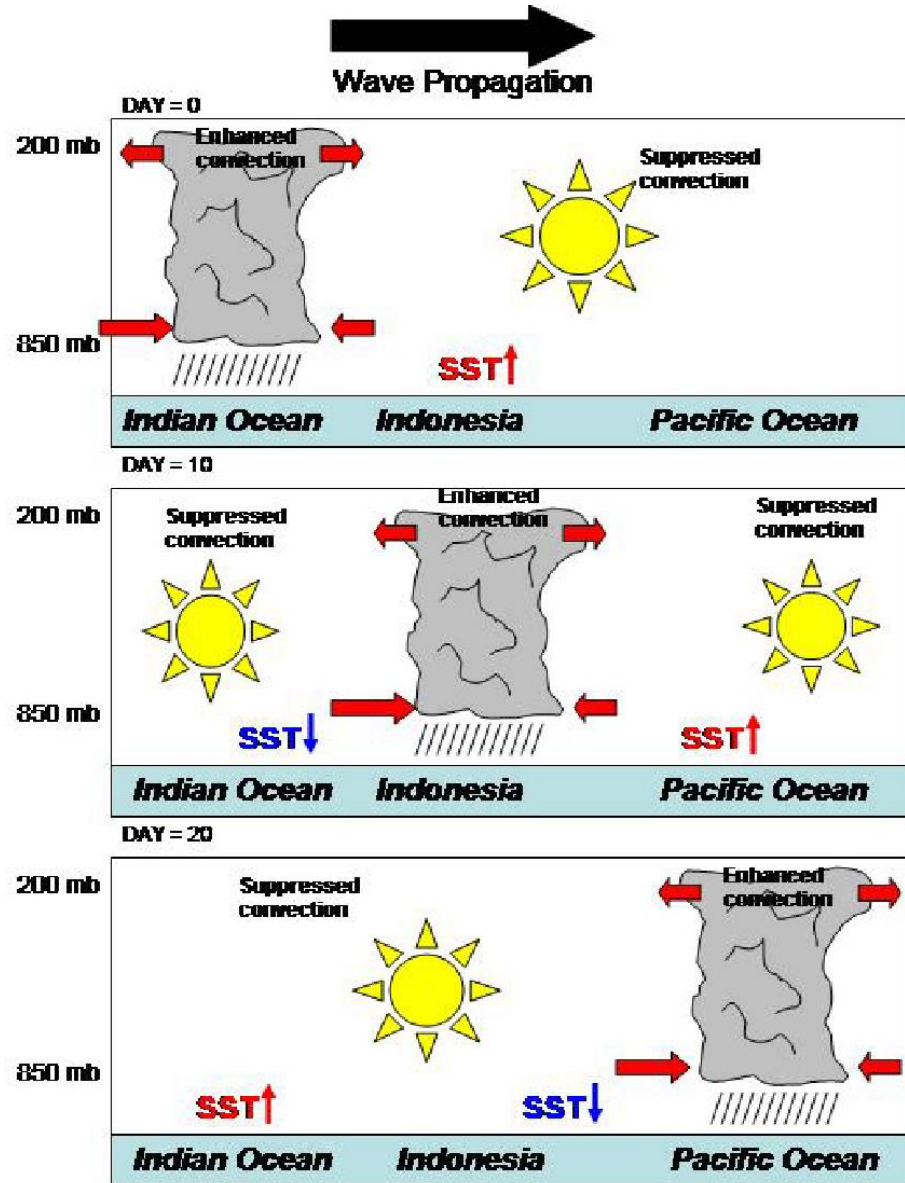 Wave Propagation
DAY = 0
200 mb
Enhanced
convection
Suppressed
convection
850 mb
SST
Indian Ocean Indonesia Pacific Ocean
DAY = 10
200 mb
Suppressed
convection
Enhanced
convection
Suppressed
convection
850 mb
SST SST
Indian Ocean Indonesia Pacific Ocean
DAY = 20
200 mb
Suppressed
convection
Enhanced
convection
850 mb
SST SST
Indian Ocean Indonesia Pacific Ocean